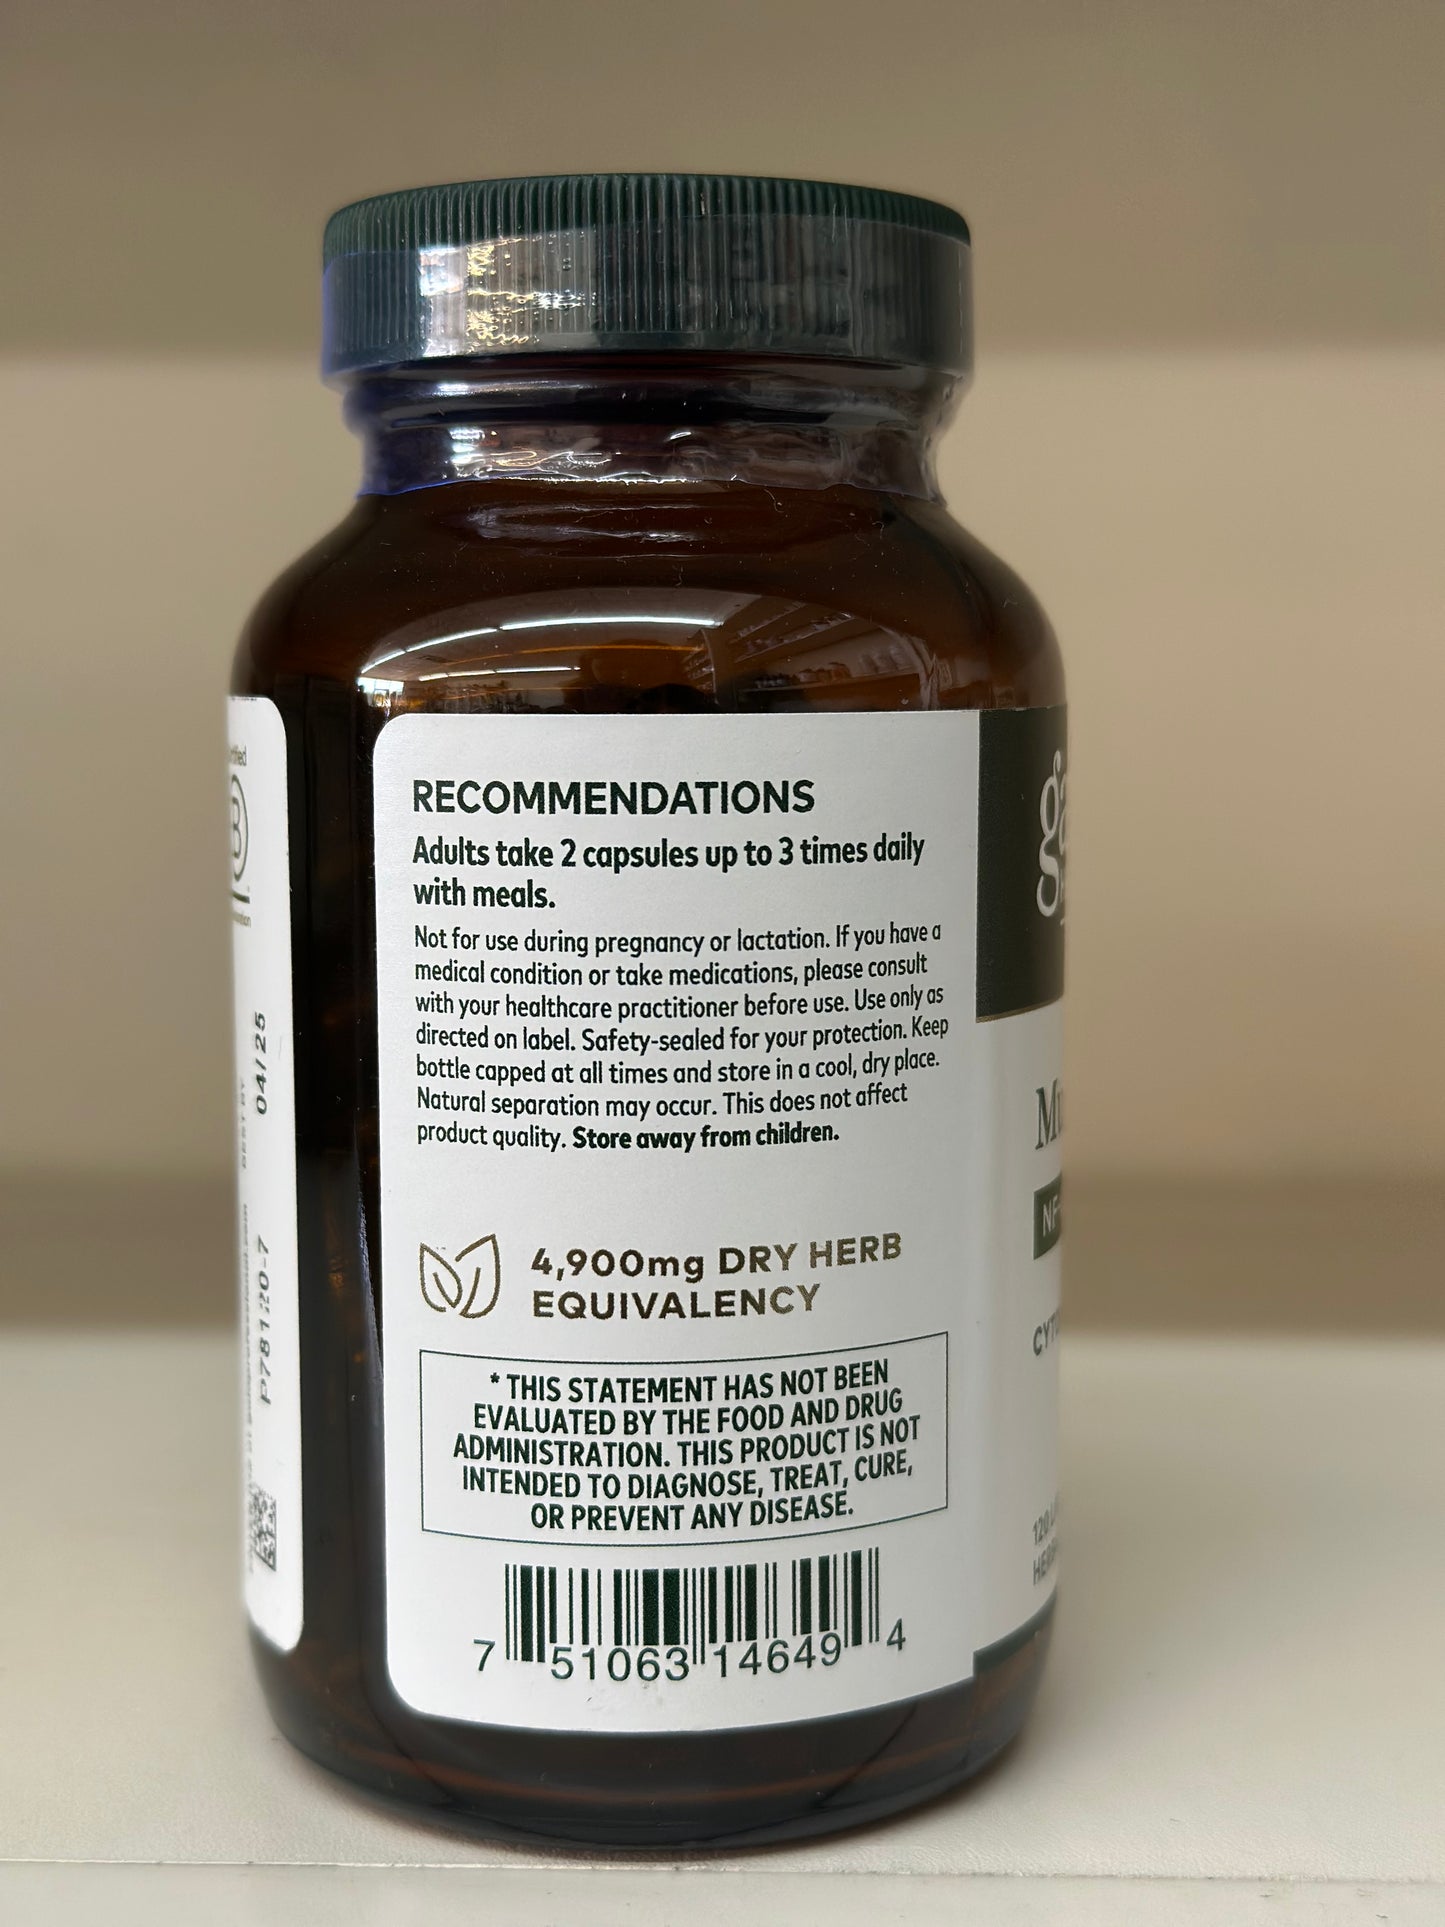 BEST BY
04/25
P78120-7
RECOMMENDATIONS
Adults take 2 capsules up to 3 times daily
with meals.
Not for use during pregnancy or lactation. If you have a
medical condition or take medications, please consult
with your healthcare practitioner before use. Use only as
directed on label. Safety-sealed for your protection. Keep
bottle capped at all times and store in a cool, dry place.
Natural separation may occur. This does not affect
product quality. Store away from children.
4,900mg DRY HERB
EQUIVALENCY
* THIS STATEMENT HAS NOT BEEN
EVALUATED BY THE FOOD AND DRUG
ADMINISTRATION. THIS PRODUCT IS NOT
INTENDED TO DIAGNOSE, TREAT, CURE,
OR PREVENT ANY DISEASE.
7 51063 14649 4
120